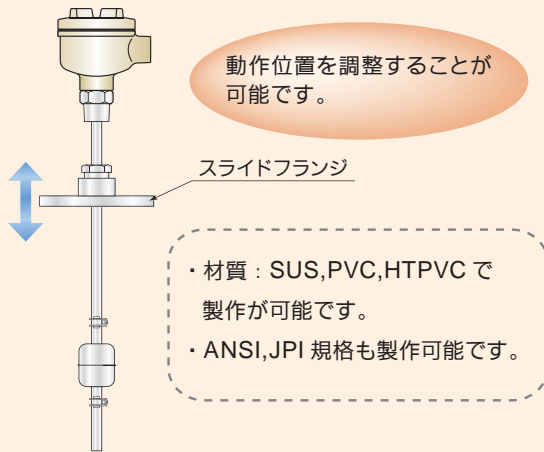 動作位置を調整することが
可能です。
スライドフランジ
・材質：SUS,PVC,HTPVC で
製作が可能です。
・ANSI,JPI 規格も製作可能です。